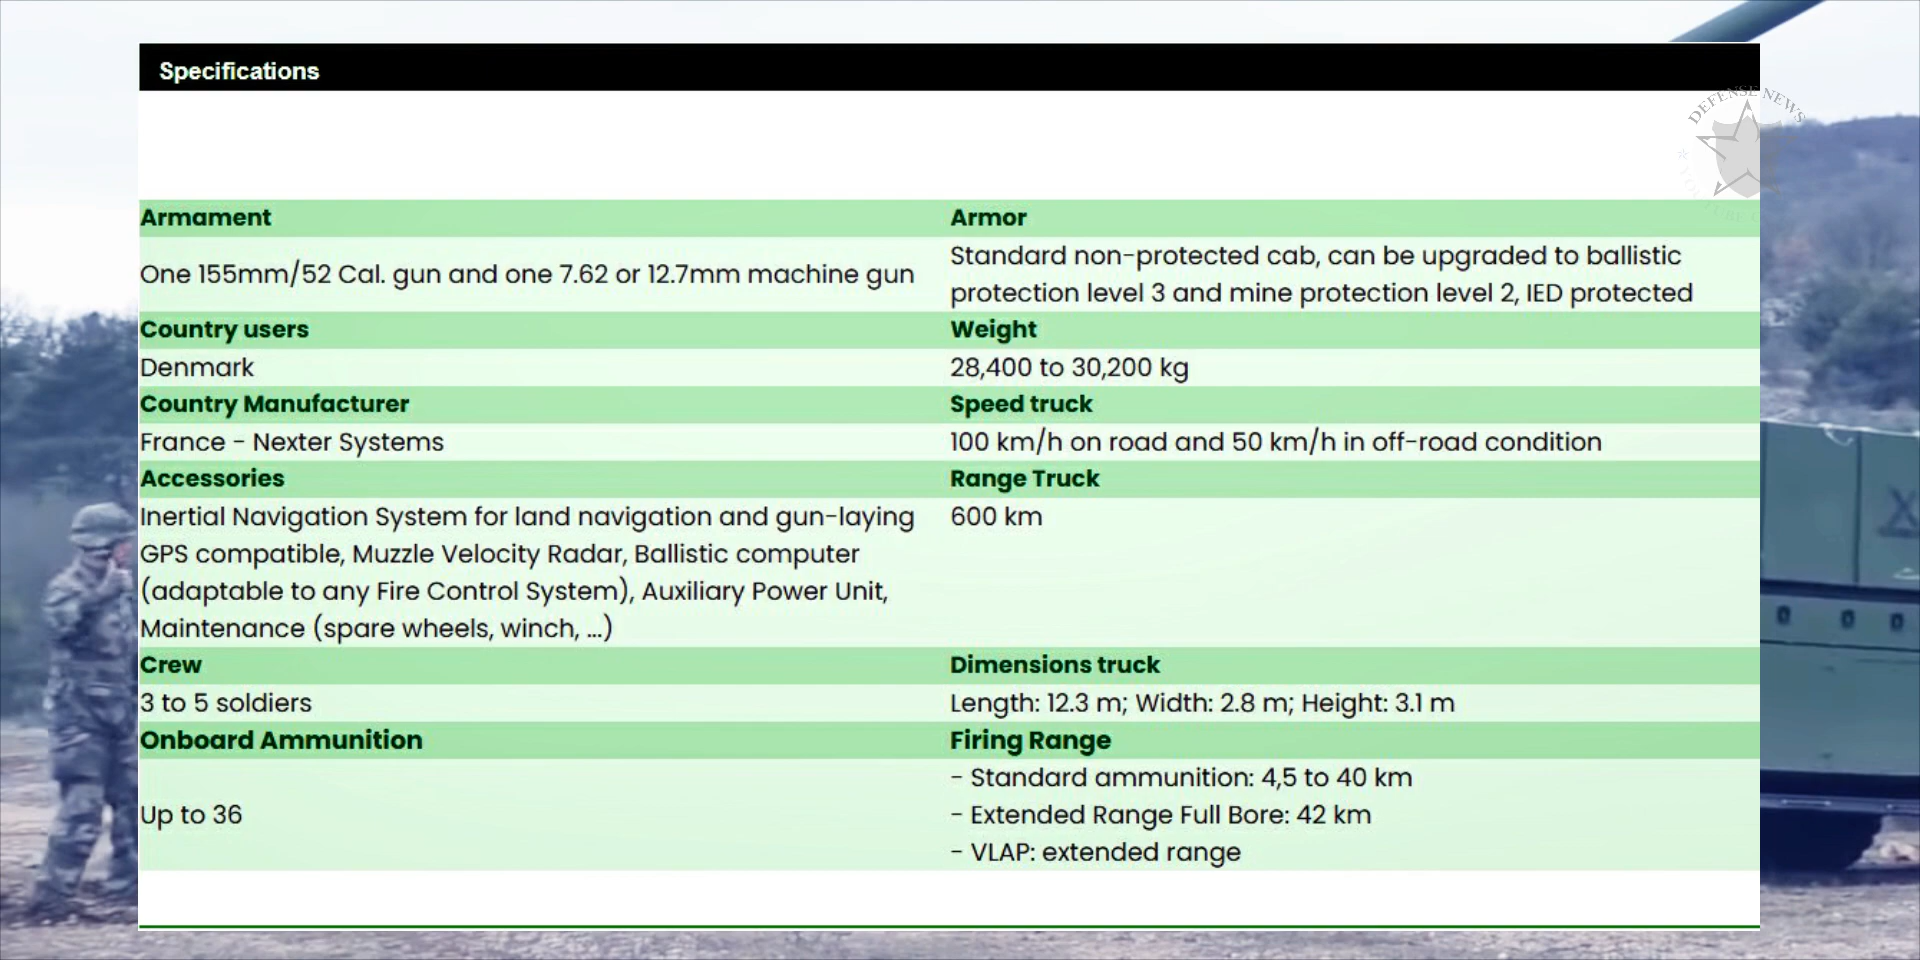 Specifications
DEFENSE NEWS
Armament
Armor
One 155mm/52 Cal. gun and one 7.62 or 12.7mm machine gun
Standard non-protected cab, can be upgraded to ballistic
protection level 3 and mine protection level 2, IED protected
Country users
Weight
Denmark
28,400 to 30,200 kg
Country Manufacturer
Speed truck
France - Nexter Systems
100 km/h on road and 50 km/h in off-road condition
Accessories
Range Truck
Inertial Navigation System for land navigation and gun-laying
GPS compatible, Muzzle Velocity Radar, Ballistic computer
(adaptable to any Fire Control System), Auxiliary Power Unit,
Maintenance (spare wheels, winch, ...)
600 km
Crew
Dimensions truck
3 to 5 soldiers
Length: 12.3 m; Width: 2.8 m; Height: 3.1 m
Onboard Ammunition
Firing Range
Up to 36
- Standard ammunition: 4,5 to 40 km
- Extended Range Full Bore: 42 km
- VLAP: extended range